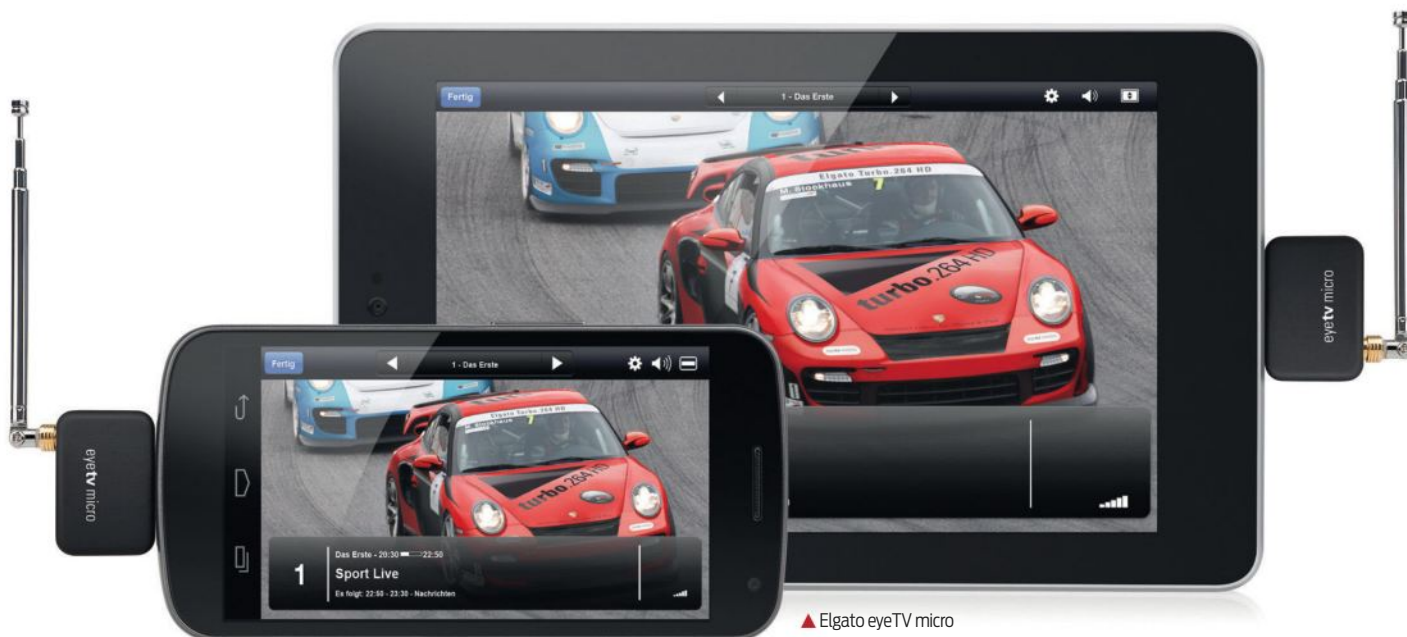 Fertig
1 - Das Erste
Elgato Turbo.264 HD
M. Stockhaus
turbo.264 HD
eyetv micro
Fertig
1 - Das Erste
Elgato Turbo.264 HD
turbo.264 HD
eyetv micro
Das Erste - 20:30 22:50
1
Sport Live
Es folgt: 22:50 - 23:30 - Nachrichten
▲ Elgato eyeTV micro